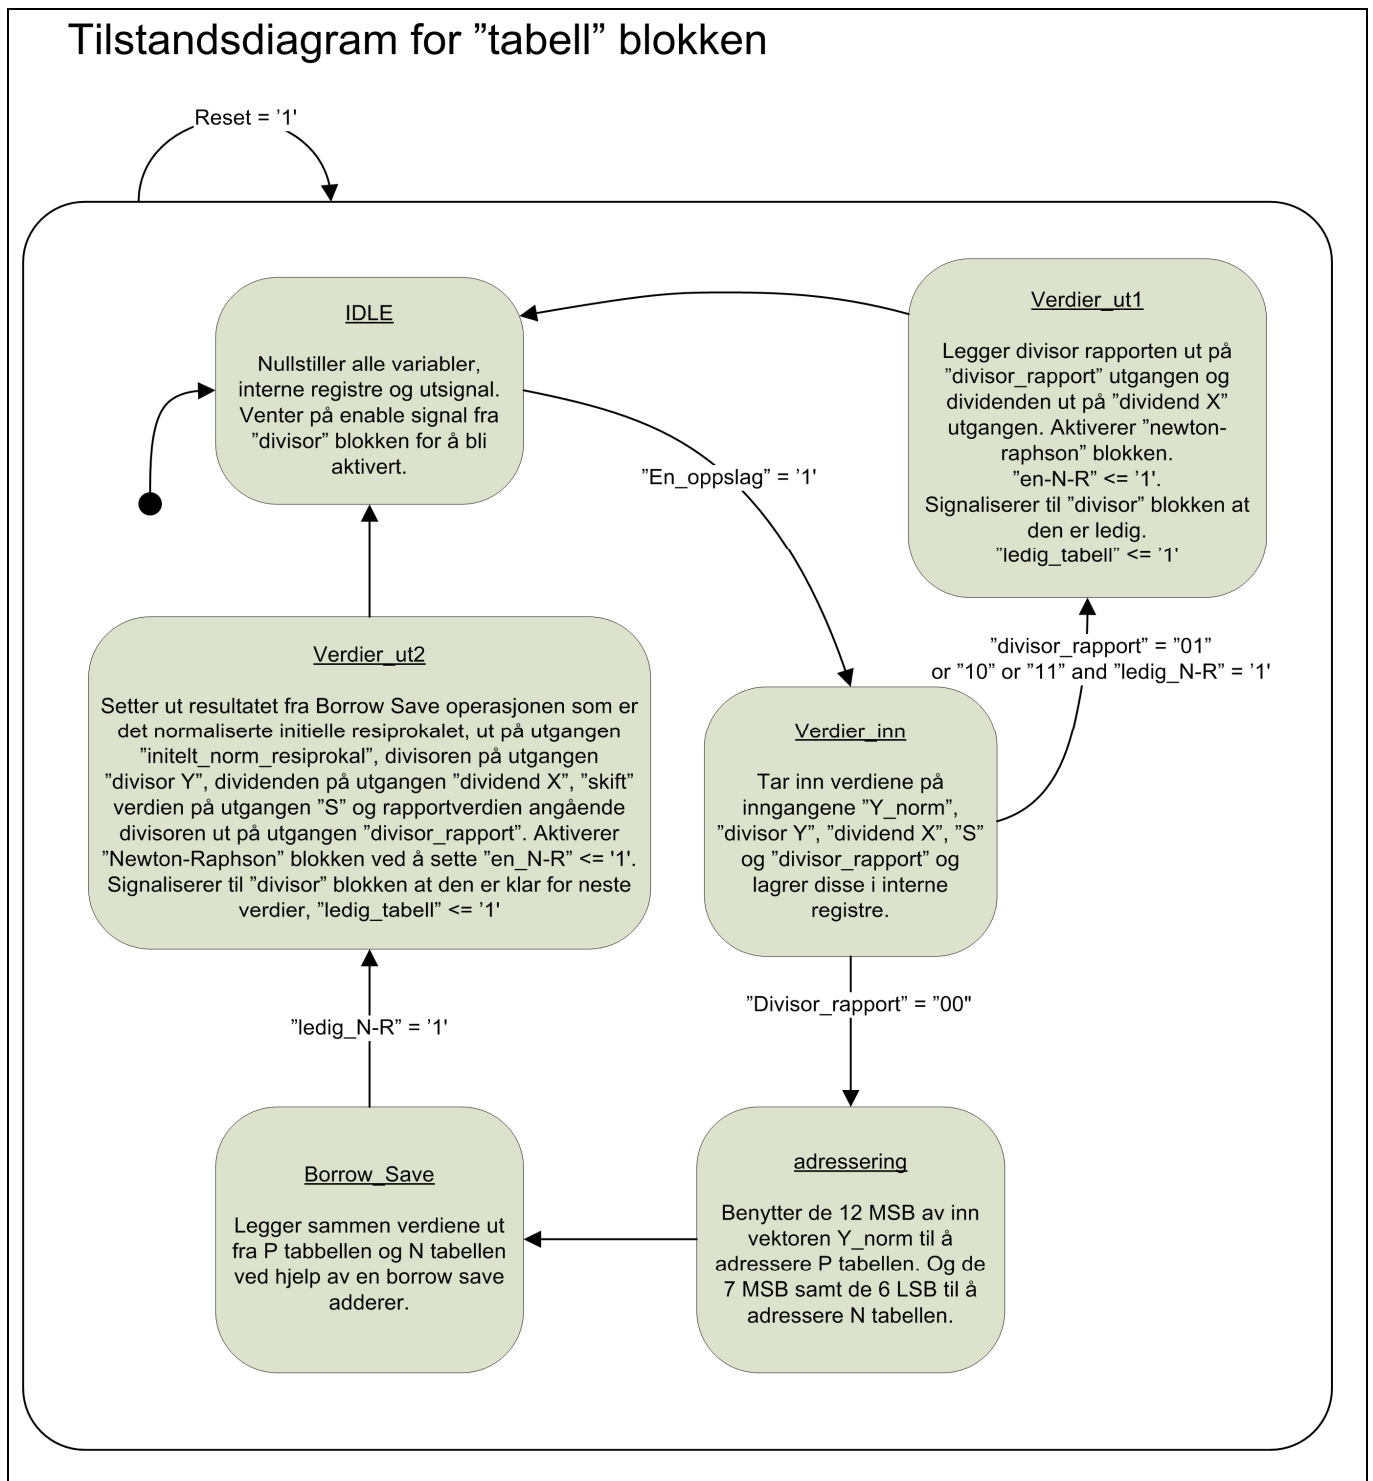 Tilstandsdiagram for ”tabell” blokken
Reset = ’1'
IDLE
Nullstiller alle variabler,
interne registre og utsignal.
Venter på enable signal fra
”divisor” blokken for å bli
aktivert.
”En_oppslag” = ’1'
Verdier_ut1
Legger divisor rapporten ut på
”divisor_rapport” utgangen og
dividenden ut på ”dividend X”
utgangen. Aktiverer ”newton-
raphson” blokken.
”en-N-R” <= ’1'.
Signaliserer til ”divisor” blokken at
den er ledig.
”ledig_tabell” <= ’1'
”divisor_rapport” = ”01”
or ”10” or ”11” and ”ledig_N-R” = ’1'
Verdier_ut2
Setter ut resultatet fra Borrow Save operasjonen som er
det normaliserte initielle resiprokalet, ut på utgangen
”initelt_norm_resiprokal”, divisoren på utgangen
”divisor Y”, dividenden på utgangen ”dividend X”, ”skift”
verdien på utgangen ”S” og rapportverdien angående
divisoren ut på utgangen ”divisor_rapport”. Aktiverer
”Newton-Raphson” blokken ved å sette ”en_N-R” <= '1'.
Signaliserer til ”divisor” blokken at den er klar for neste
verdier, ”ledig_tabell” <= ’1'
Verdier_inn
Tar inn verdiene på
inngangene ”Y_norm”,
”divisor Y”, ”dividend X”, ”S”
og ”divisor_rapport” og
lagrer disse i interne
registre.
”Divisor_rapport” = ”00"
”ledig_N-R” = ’1'
Borrow_Save
Legger sammen verdiene ut
fra P tabbellen og N tabellen
ved hjelp av en borrow save
adderer.
adressering
Benytter de 12 MSB av inn
vektoren Y_norm til å
adressere P tabellen. Og de
7 MSB samt de 6 LSB til å
adressere N tabellen.